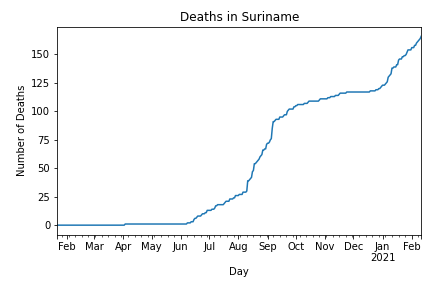 Deaths in Suriname
Number of Deaths
150
125
100
75
50
25
0
Feb Mar Apr May Jun Jul Aug Sep Oct Nov Dec Jan Feb
2021
Day